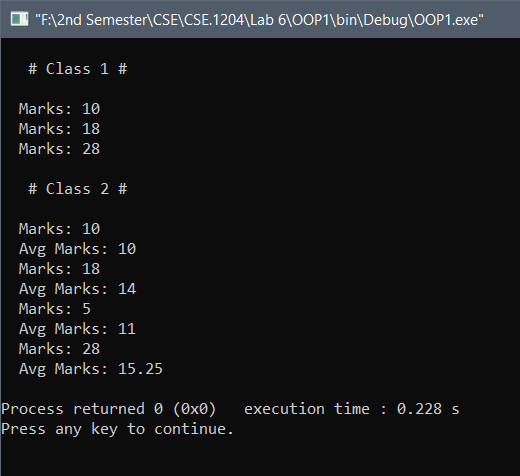 "F:\2nd Semester\CSE\CSE.1204\Lab 6\OOP1\bin\Debug\OOP1.exe"
# Class 1 #
Marks: 10
Marks: 18
Marks: 28
# Class 2 #
Marks: 10
Avg Marks: 10
Marks: 18
Avg Marks: 14
Marks: 5
Avg Marks: 11
Marks: 28
Avg Marks: 15.25
Process returned 0 (0x0)   execution time : 0.228 s
Press any key to continue.